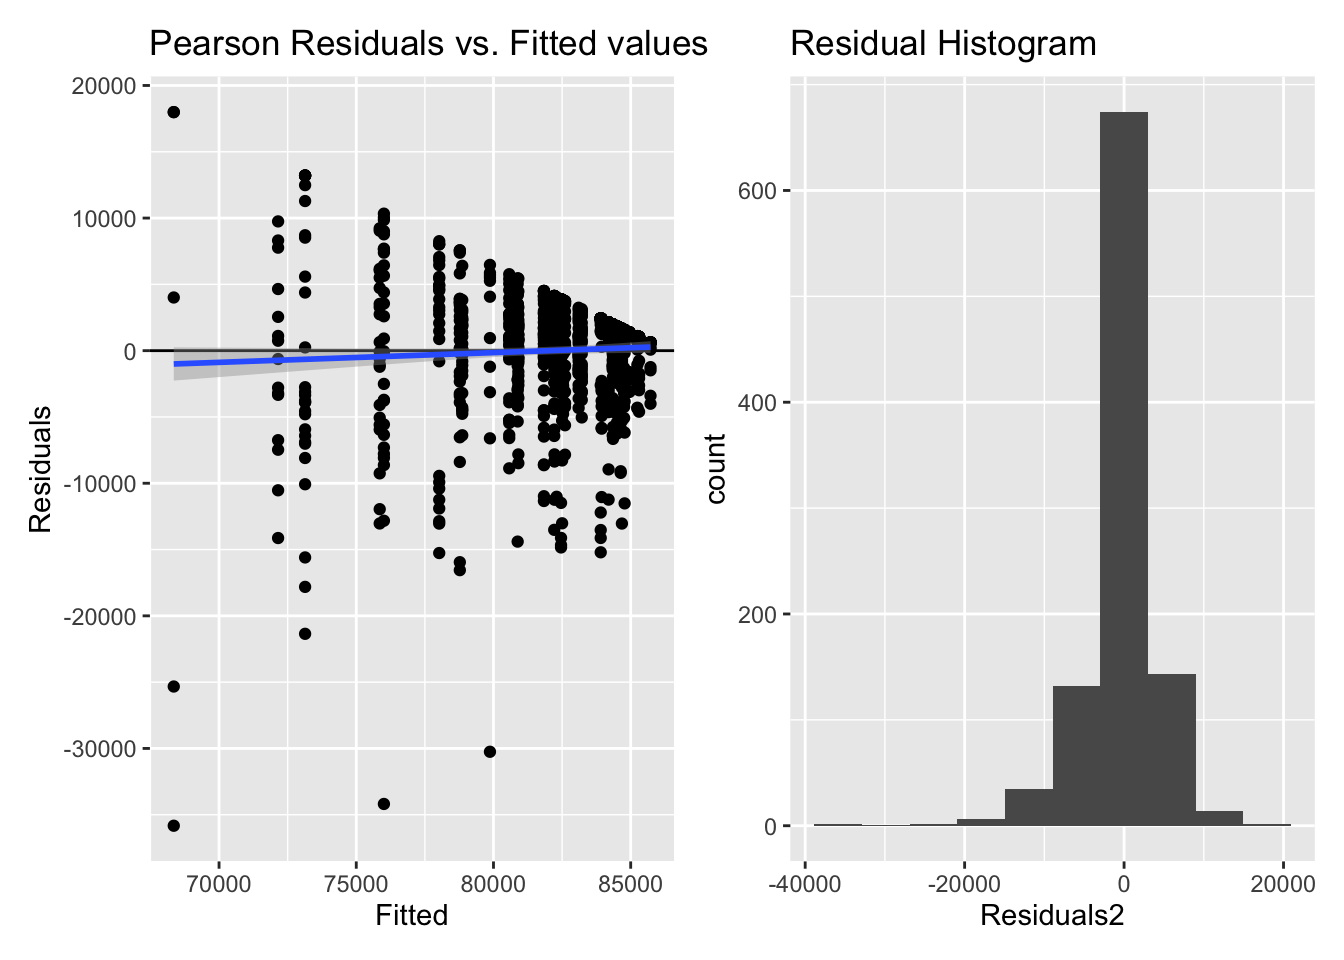 Pearson Residuals vs. Fitted values
20000
10000
0
-10000
-20000
-30000
Residuals
70000 75000 80000 85000
Fitted
Residual Histogram
600
400
200
0
count
-40000 -20000 0 20000
Residuals2